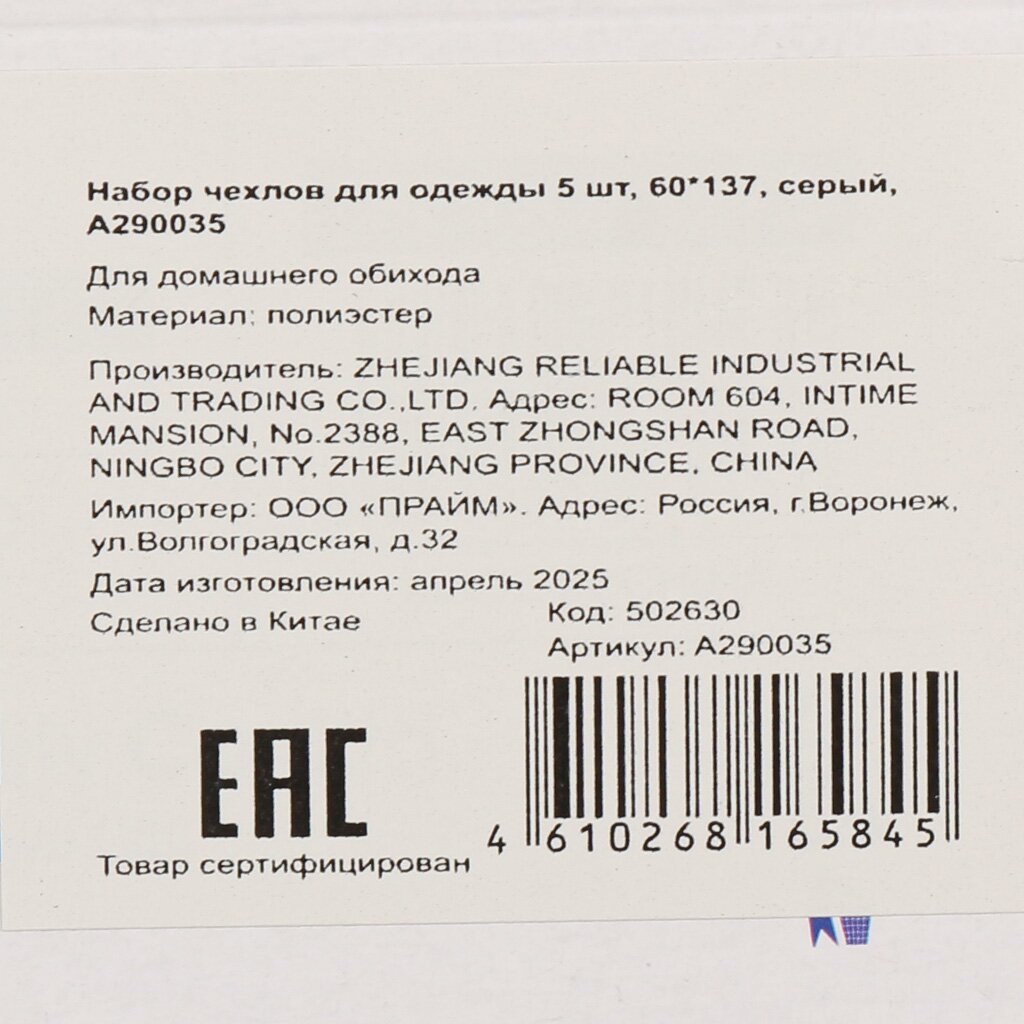 Набор чехлов для одежды 5 шт, 60*137, серый,
А290035
Для домашнего обихода
Материал: полиэстер
Производитель: ZHEJIANG RELIABLE INDUSTRIAL
AND TRADING CO.,LTD. Адрес: ROOM 604, INTIME
MANSION, No.2388, EAST ZHONGSHAN ROAD,
NINGBO CITY, ZHEJIANG PROVINCE, CHINA
Импортер: ООО «ПРАЙМ». Адрес: Россия, г.Воронеж,
ул.Волгоградская, д.32
Дата изготовления: апрель 2025
Сделано в Китае
Код: 502630
Артикул: А290035
EAC
Товар сертифицирован
4 610268 165845